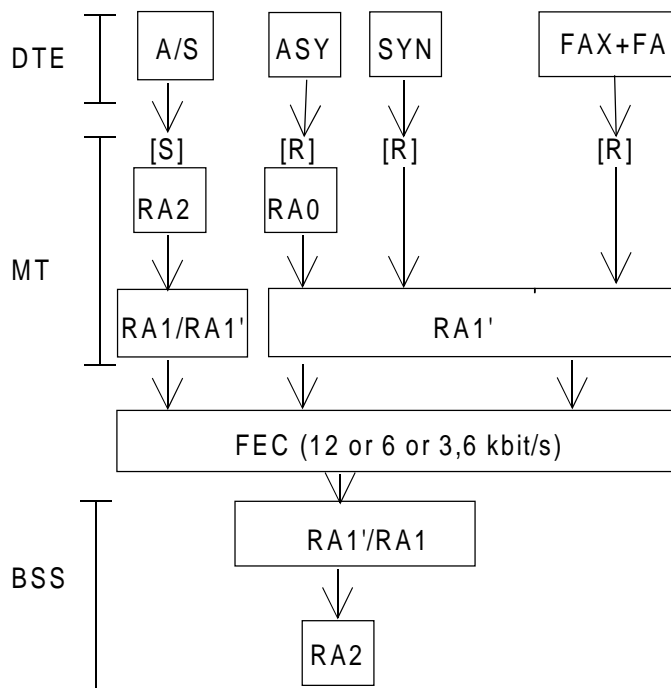 DTE A/S ASY SYN FAX+FA
[S] [R] [R] [R]
RA2 RA0
MT
RA1/RA1' RA1'
FEC (12 or 6 or 3,6 kbit/s)
RA1'/RA1
BSS
RA2